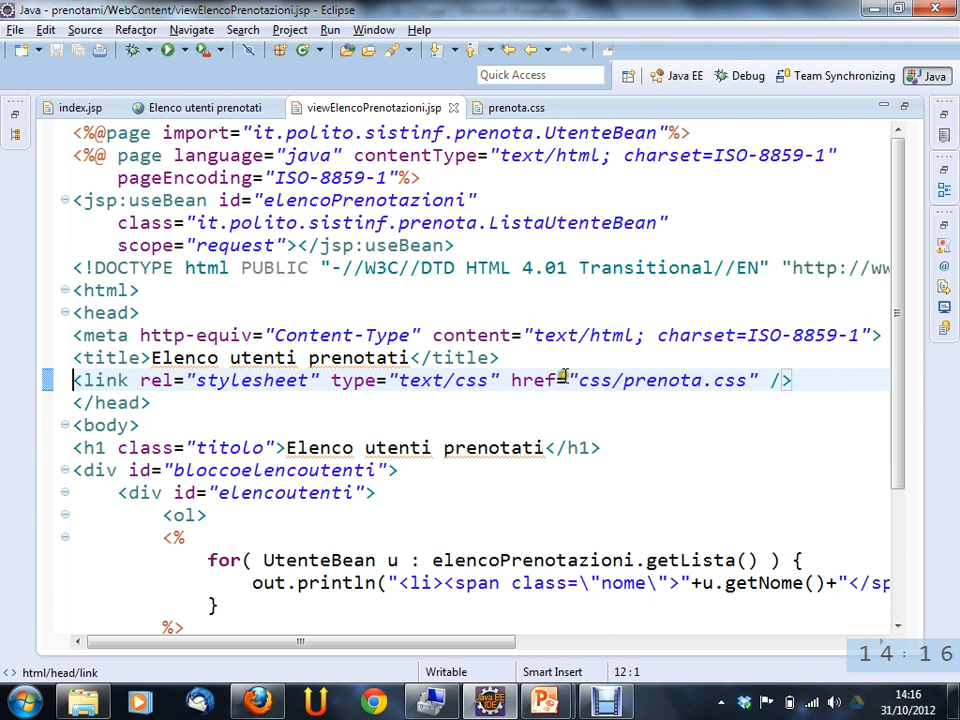 Java - prenotami/WebContent/viewElencoPrenotazioni.jsp - Eclipse
File Edit Source Refactor Navigate Search Project Run Window Help
Quick Access
Java EE Debug Team Synchronizing Java
index.jsp Elenco utenti prenotati viewElencoPrenotazioni.jsp prenota.css
<%@page import="it.polito.sistinf.prenota.UtenteBean"%>
<%@ page language="java" contentType="text/html; charset=ISO-8859-1"
pageEncoding="ISO-8859-1"%>
<jsp:useBean id="elencoPrenotazioni"
class="it.polito.sistinf.prenota.ListaUtenteBean"
scope="request"></jsp:useBean>
<!DOCTYPE html PUBLIC "-//W3C//DTD HTML 4.01 Transitional//EN" "http://ww
<html>
<head>
<meta http-equiv="Content-Type" content="text/html; charset=ISO-8859-1">
<title>Elenco utenti prenotati</title>
<link rel="stylesheet" type="text/css" href="css/prenota.css" />
</head>
<body>
<h1 class="titolo">Elenco utenti prenotati</h1>
<div id="bloccoelencoutenti">
<div id="elencoutenti">
<ol>
<%
for( UtenteBean u : elencoPrenotazioni.getLista() ) {
out.println("<li><span class=\"nome\">"+u.getNome()+"</sp
}
%>
14:16
html/head/link Writable Smart Insert 12 : 1
Java EE IDE
14:16
31/10/2012